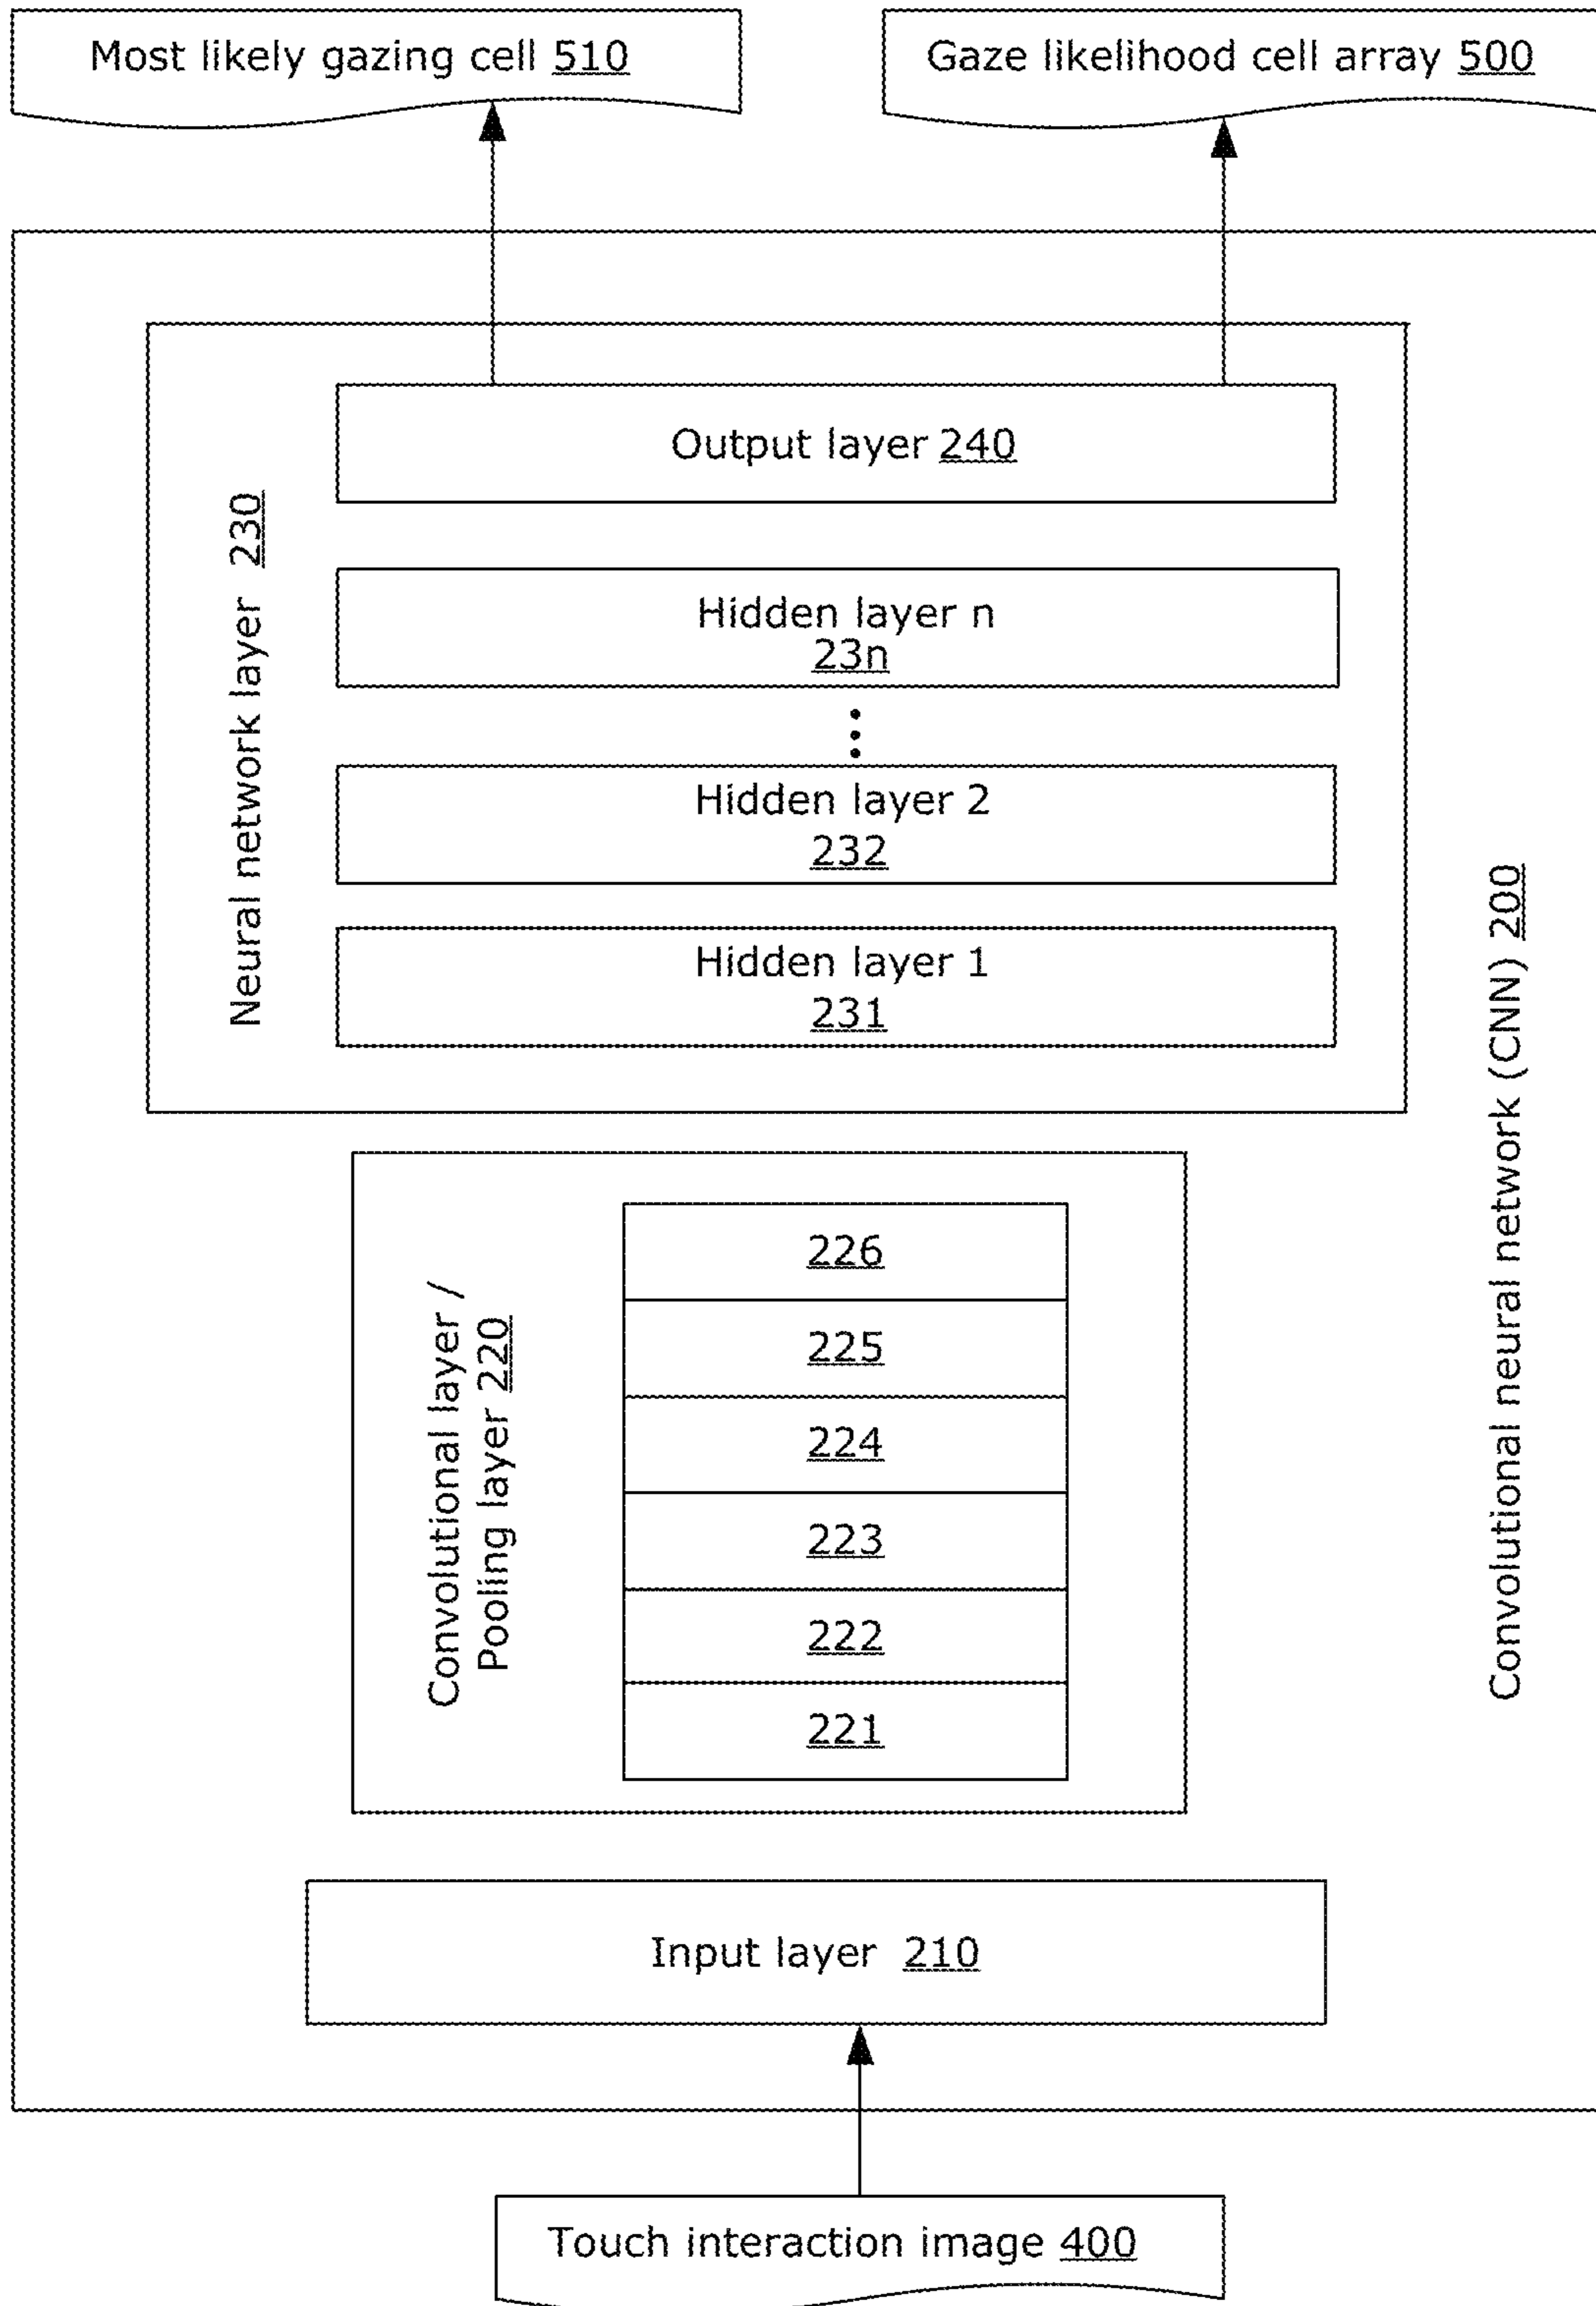 Most likely gazing cell 510
Gaze likelihood cell array 500
Neural network layer 230
Output layer 240
Hidden layer n
23n
Hidden layer 2
232
Hidden layer 1
231
Convolutional neural network (CNN) 200
Convolutional layer /
Pooling layer 220
226
225
224
223
222
221
Input layer 210
Touch interaction image 400